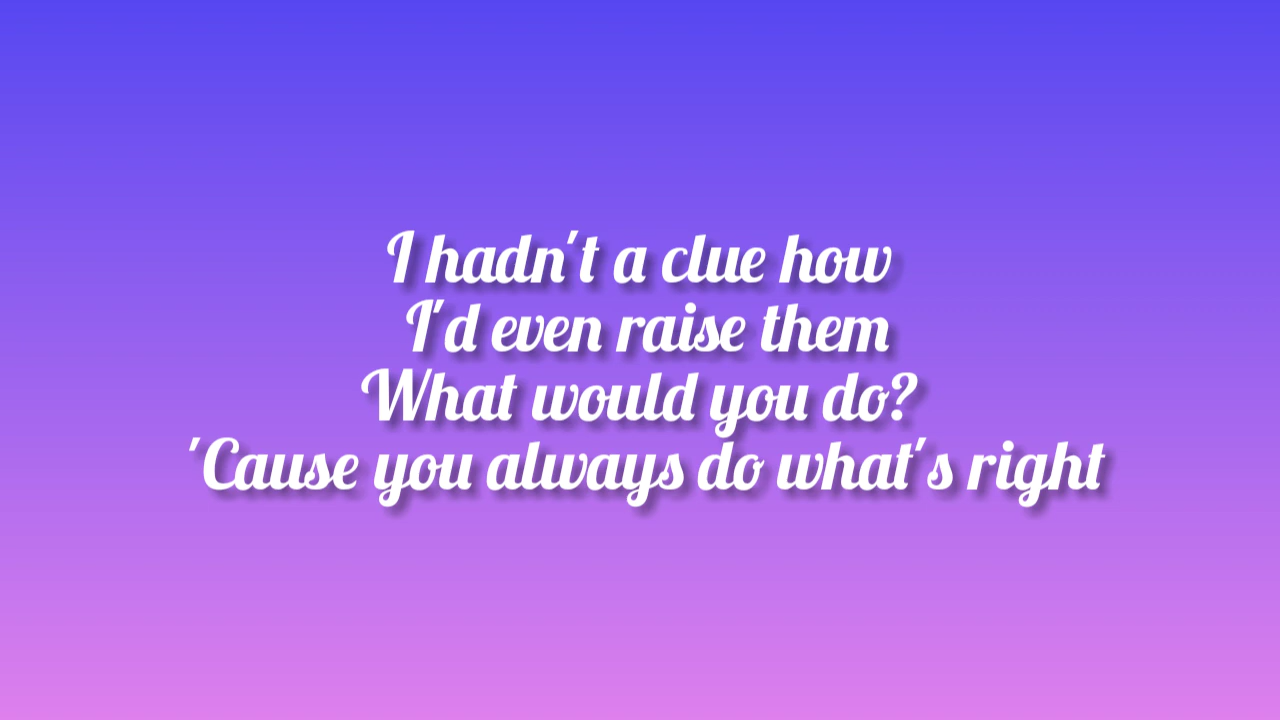 I hadn't a clue how
I'd even raise them
What would you do?
'Cause you always do what's right